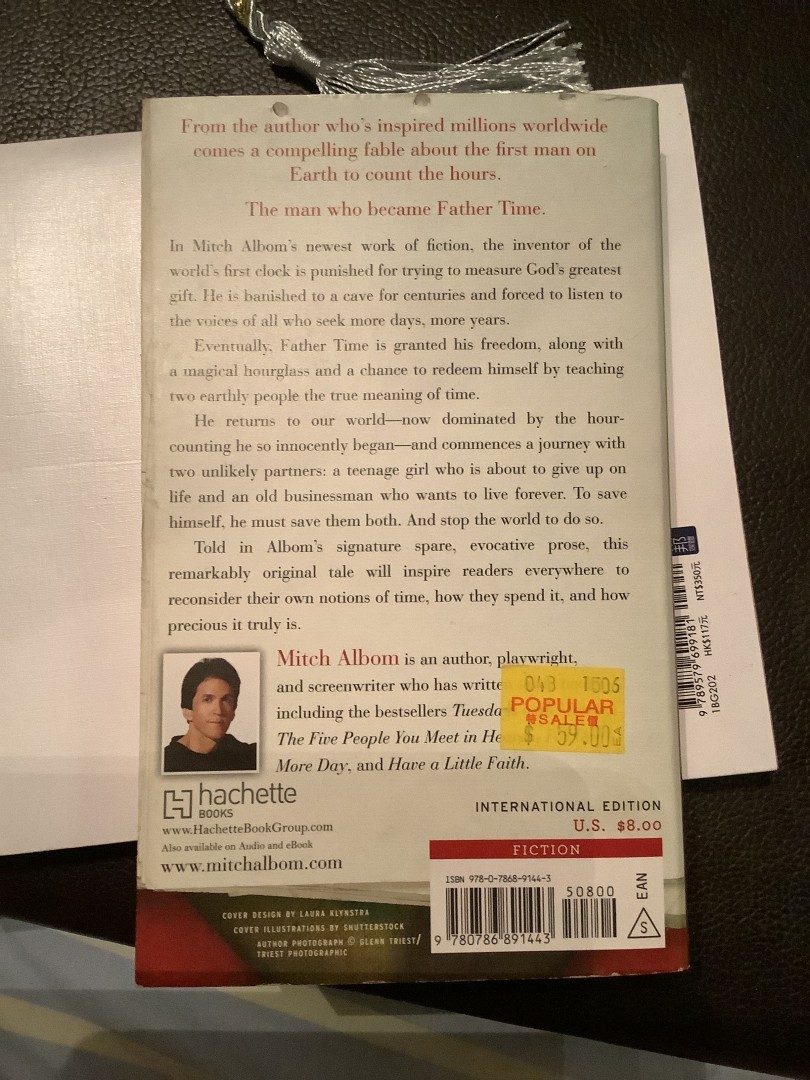 From the author who's inspired millions worldwide
comes a compelling fable about the first man on
Earth to count the hours.
The man who became Father Time.
In Mitch Albom's newest work of fiction, the inventor of the
world's first clock is punished for trying to measure God's greatest
gift. He is banished to a cave for centuries and forced to listen to
the voices of all who seek more days, more years.
Eventually, Father Time is granted his freedom, along with
a magical hourglass and a chance to redeem himself by teaching
two earthly people the true meaning of time.
He returns to our world—now dominated by the hour-
counting he so innocently began—and commences a journey with
two unlikely partners: a teenage girl who is about to give up on
life and an old businessman who wants to live forever. To save
himself, he must save them both. And stop the world to do so.
Told in Albom's signature spare, evocative prose, this
remarkably original tale will inspire readers everywhere to
reconsider their own notions of time, how they spend it, and how
precious it truly is.
Mitch Albom is an author, playwright,
and screenwriter who has writte
including the bestsellers Tuesda
The Five People You Meet in He
More Day, and Have a Little Faith.
043 1506
POPULAR
特SALE價
$ 59.00
hachette
BOOKS
www.HachetteBookGroup.com
Also available on Audio and eBook
www.mitchalbom.com
INTERNATIONAL EDITION
U.S. $8.00
FICTION
ISBN 978-0-7868-9144-3
50800
9 780786 891443
EAN
S
COVER DESIGN BY LAURA KLYNSTRA
COVER ILLUSTRATIONS BY SHUTTERSTOCK
AUTHOR PHOTOGRAPH © GLENN TRIEST/
TRIEST PHOTOGRAPHIC
邦
9 789579 699181
1BG202
HK$117元
NT$350元